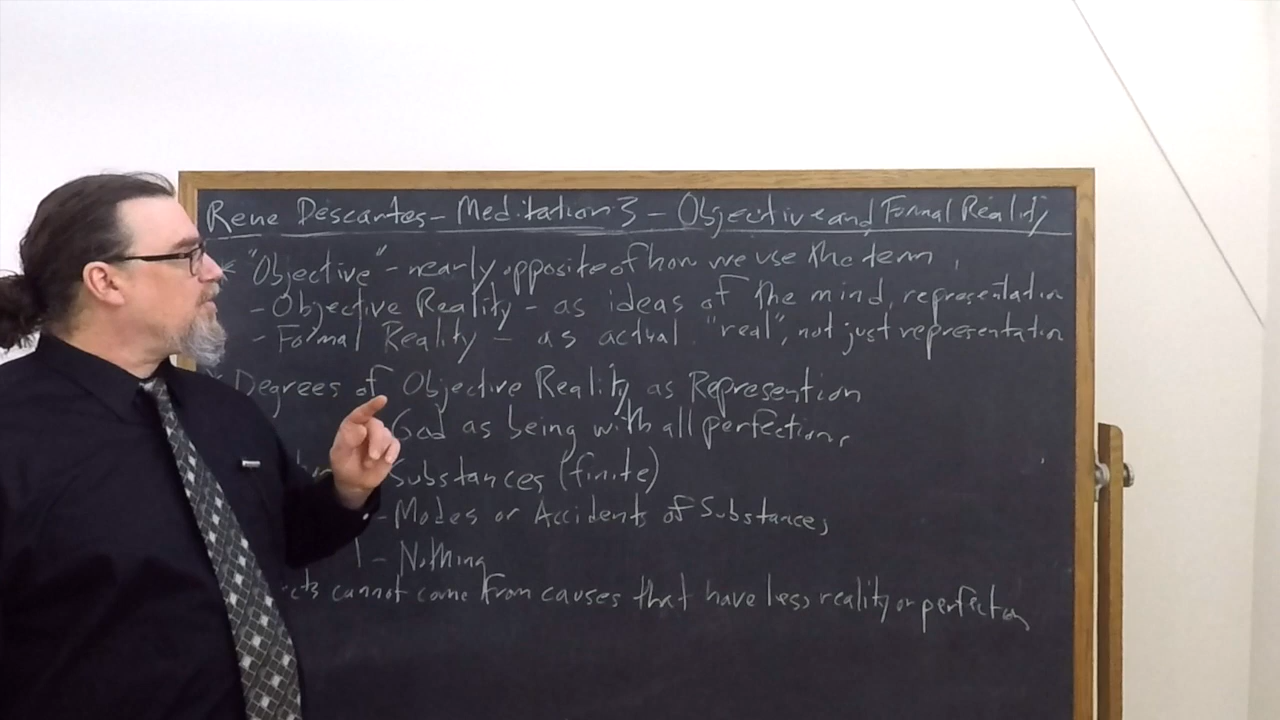 Rene Descartes - Meditation 3 - Objective and Formal Reality
* "Objective" - nearly opposite of how we use the term
- Objective Reality - as ideas of the mind, representation
- Formal Reality - as actual "real", not just representation
* Degrees of Objective Reality as Represention
God as being with all perfections
Substances (finite)
- Modes or Accidents of Substances
- Nothing
cannot come from causes that have less reality or perfection